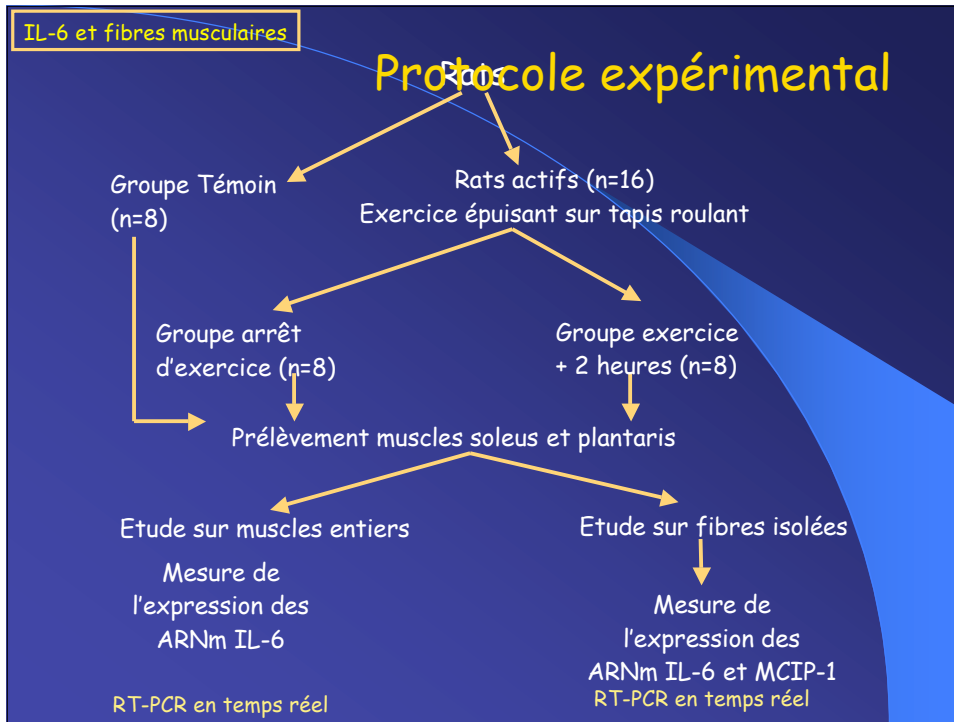 IL-6 et fibres musculaires
Protocole expérimental
Rats
Groupe Témoin
(n=8)
Rats actifs (n=16)
Exercice épuisant sur tapis roulant
Groupe arrêt
d'exercice (n=8)
Groupe exercice
+ 2 heures (n=8)
Prélèvement muscles soleus et plantaris
Etude sur muscles entiers
Mesure de
l'expression des
ARNm IL-6
RT-PCR en temps réel
Etude sur fibres isolées
Mesure de
l'expression des
ARNm IL-6 et MCIP-1
RT-PCR en temps réel